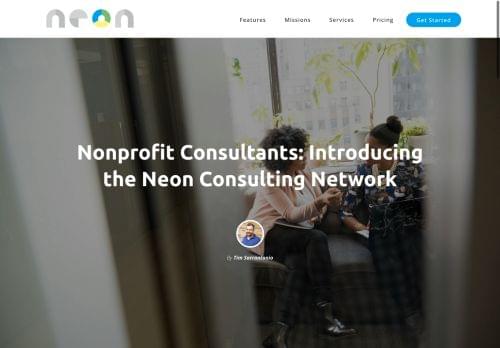 neon
Features Missions Services Pricing Get Started
Nonprofit Consultants: Introducing
the Neon Consulting Network
By Tim Sarrantonio